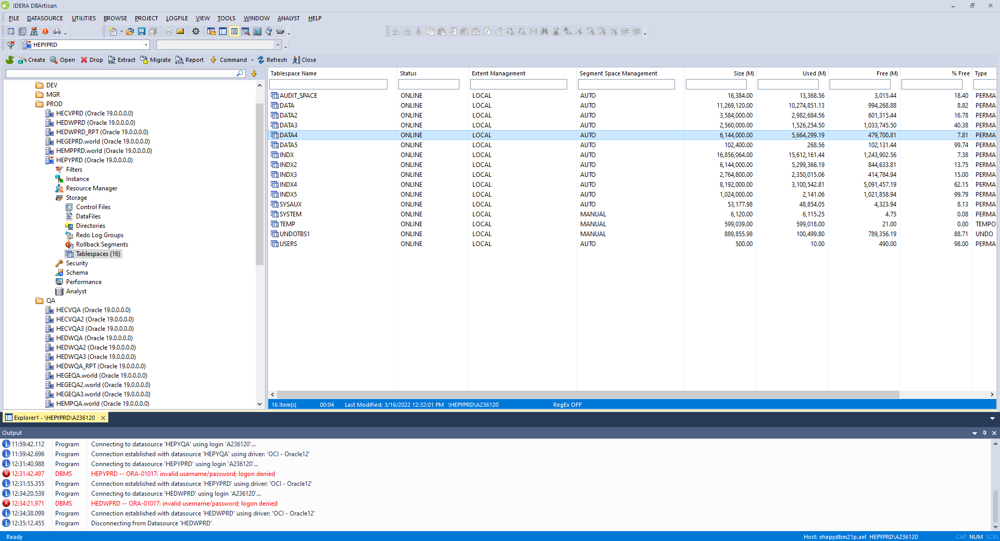 IDERA DBArtisan
FILE DATASOURCE UTILITIES BROWSE PROJECT LOGFILE VIEW TOOLS WINDOW ANALYST HELP
HEPYPRD
Create Open Drop Extract Migrate Report Command Refresh Close
DEV
MGR
PROD
HECVPRD (Oracle 19.0.0.0.0)
HEDWPRD (Oracle 19.0.0.0.0)
HEDWPRD_RPT (Oracle 19.0.0.0.0)
HEGEPRD.world (Oracle 19.0.0.0.0)
HEMPPRD.world (Oracle 19.0.0.0.0)
HEPYPRD (Oracle 19.0.0.0.0)
Filters
Instance
Resource Manager
Storage
Control Files
DataFiles
Directories
Redo Log Groups
Rollback Segments
Tablespaces (16)
Security
Schema
Performance
Analyst
QA
HECVQA (Oracle 19.0.0.0.0)
HECVQA2 (Oracle 19.0.0.0.0)
HECVQA3 (Oracle 19.0.0.0.0)
HEDWQA (Oracle 19.0.0.0.0)
HEDWQA2 (Oracle 19.0.0.0.0)
HEDWQA3 (Oracle 19.0.0.0.0)
HEDWQA_RPT (Oracle 19.0.0.0.0)
HEGEQA.world (Oracle 19.0.0.0.0)
HEGEQA2.world (Oracle 19.0.0.0.0)
HEGEQA3.world (Oracle 19.0.0.0.0)
HEMPQA.world (Oracle 19.0.0.0.0)
Tablespace Name Status Extent Management Segment Space Management Size (M) Used (M) Free (M) % Free Type
AUDIT_SPACE ONLINE LOCAL AUTO 16,384.00 13,368.56 3,015.44 18.40 PERMA
DATA ONLINE LOCAL AUTO 11,269,120.00 10,274,851.13 994,268.88 8.82 PERMA
DATA2 ONLINE LOCAL AUTO 3,584,000.00 2,982,684.56 601,315.44 16.78 PERMA
DATA3 ONLINE LOCAL AUTO 2,560,000.00 1,526,254.50 1,033,745.50 40.38 PERMA
DATA4 ONLINE LOCAL AUTO 6,144,000.00 5,664,299.19 479,700.81 7.81 PERMA
DATA5 ONLINE LOCAL AUTO 102,400.00 268.56 102,131.44 99.74 PERMA
INDX ONLINE LOCAL AUTO 16,856,064.00 15,612,161.44 1,243,902.56 7.38 PERMA
INDX2 ONLINE LOCAL AUTO 6,144,000.00 5,299,366.19 844,633.81 13.75 PERMA
INDX3 ONLINE LOCAL AUTO 2,764,800.00 2,350,015.06 414,784.94 15.00 PERMA
INDX4 ONLINE LOCAL AUTO 8,192,000.00 3,100,542.81 5,091,457.19 62.15 PERMA
INDX5 ONLINE LOCAL AUTO 1,024,000.00 2,141.06 1,021,858.94 99.79 PERMA
SYSAUX ONLINE LOCAL AUTO 53,177.98 48,854.05 4,323.94 8.13 PERMA
SYSTEM ONLINE LOCAL MANUAL 6,120.00 6,115.25 4.75 0.08 PERMA
TEMP ONLINE LOCAL MANUAL 599,039.00 599,018.00 21.00 0.00 TEMPO
UNDOTBS1 ONLINE LOCAL MANUAL 889,855.98 100,499.80 789,356.19 88.71 UNDO
USERS ONLINE LOCAL AUTO 500.00 10.00 490.00 98.00 PERMA
16 Item(s) 00:04 Last Modified: 3/16/2022 12:32:01 PM \HEPYPRD\A236120 RegEx OFF
Explorer1 - \HEPYPRD\A236120
Output
11:59:42.112 Program Connecting to datasource 'HEPYQA' using login 'A236120'...
11:59:42.696 Program Connection established with datasource 'HEPYQA' using driver: 'OCI - Oracle12'
12:31:40.988 Program Connecting to datasource 'HEPYPRD' using login 'A236120'...
12:31:42.497 DBMS HEPYPRD -- ORA-01017: invalid username/password; logon denied
12:31:55.355 Program Connection established with datasource 'HEPYPRD' using driver: 'OCI - Oracle12'
12:34:20.539 Program Connecting to datasource 'HEDWPRD' using login 'A236120'...
12:34:21.971 DBMS HEDWPRD -- ORA-01017: invalid username/password; logon denied
12:34:38.099 Program Connection established with datasource 'HEDWPRD' using driver: 'OCI - Oracle12'
12:35:12.455 Program Disconnecting from Datasource 'HEDWPRD'
Ready Host: xhepydbm21p.aet HEPYPRD\A236120 CAP NUM SCRL